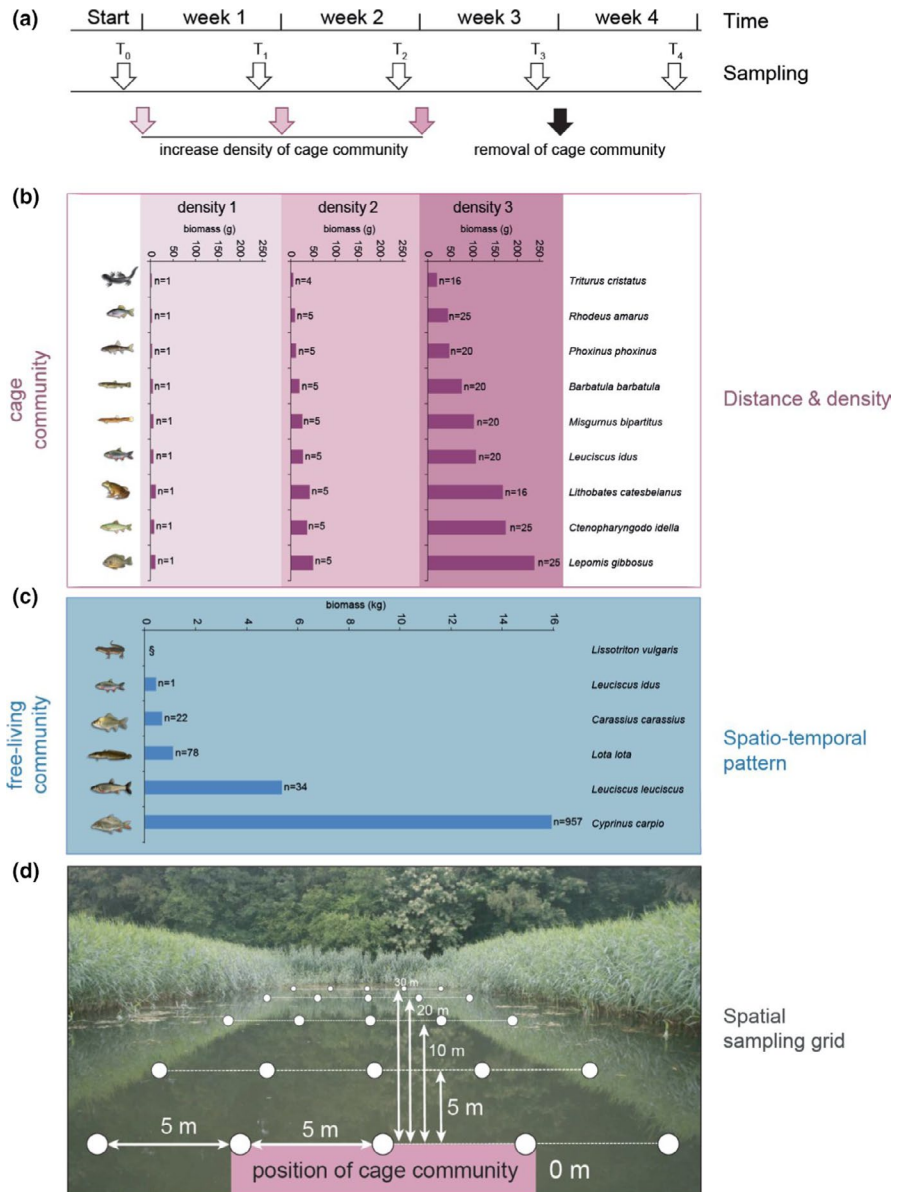 (a)
Start week 1 week 2 week 3 week 4 Time
T0 T1 T2 T3 T4
Sampling
increase density of cage community removal of cage community
(b)
density 1 density 2 density 3
biomass (g) biomass (g) biomass (g)
0 50 100 150 200 250 0 50 100 150 200 250 0 50 100 150 200 250
n=1 n=4 n=16 Triturus cristatus
n=1 n=5 n=25 Rhodeus amarus
n=1 n=5 n=20 Phoxinus phoxinus
n=1 n=5 n=20 Barbatula barbatula
n=1 n=5 n=20 Misgurnus bipartitus
n=1 n=5 n=20 Leuciscus idus
n=1 n=5 n=16 Lithobates catesbeianus
n=1 n=5 n=25 Ctenopharyngodo idella
n=1 n=5 n=25 Lepomis gibbosus
cage
community
Distance & density
(c)
biomass (kg)
0 2 4 6 8 10 12 14 16
§ Lissotriton vulgaris
n=1 Leuciscus idus
n=22 Carassius carassius
n=78 Lota lota
n=34 Leuciscus leuciscus
n=957 Cyprinus carpio
free-living
community
Spatio-temporal
pattern
(d)
30 m
20 m
10 m
5 m
5 m 5 m
position of cage community 0 m
Spatial
sampling grid